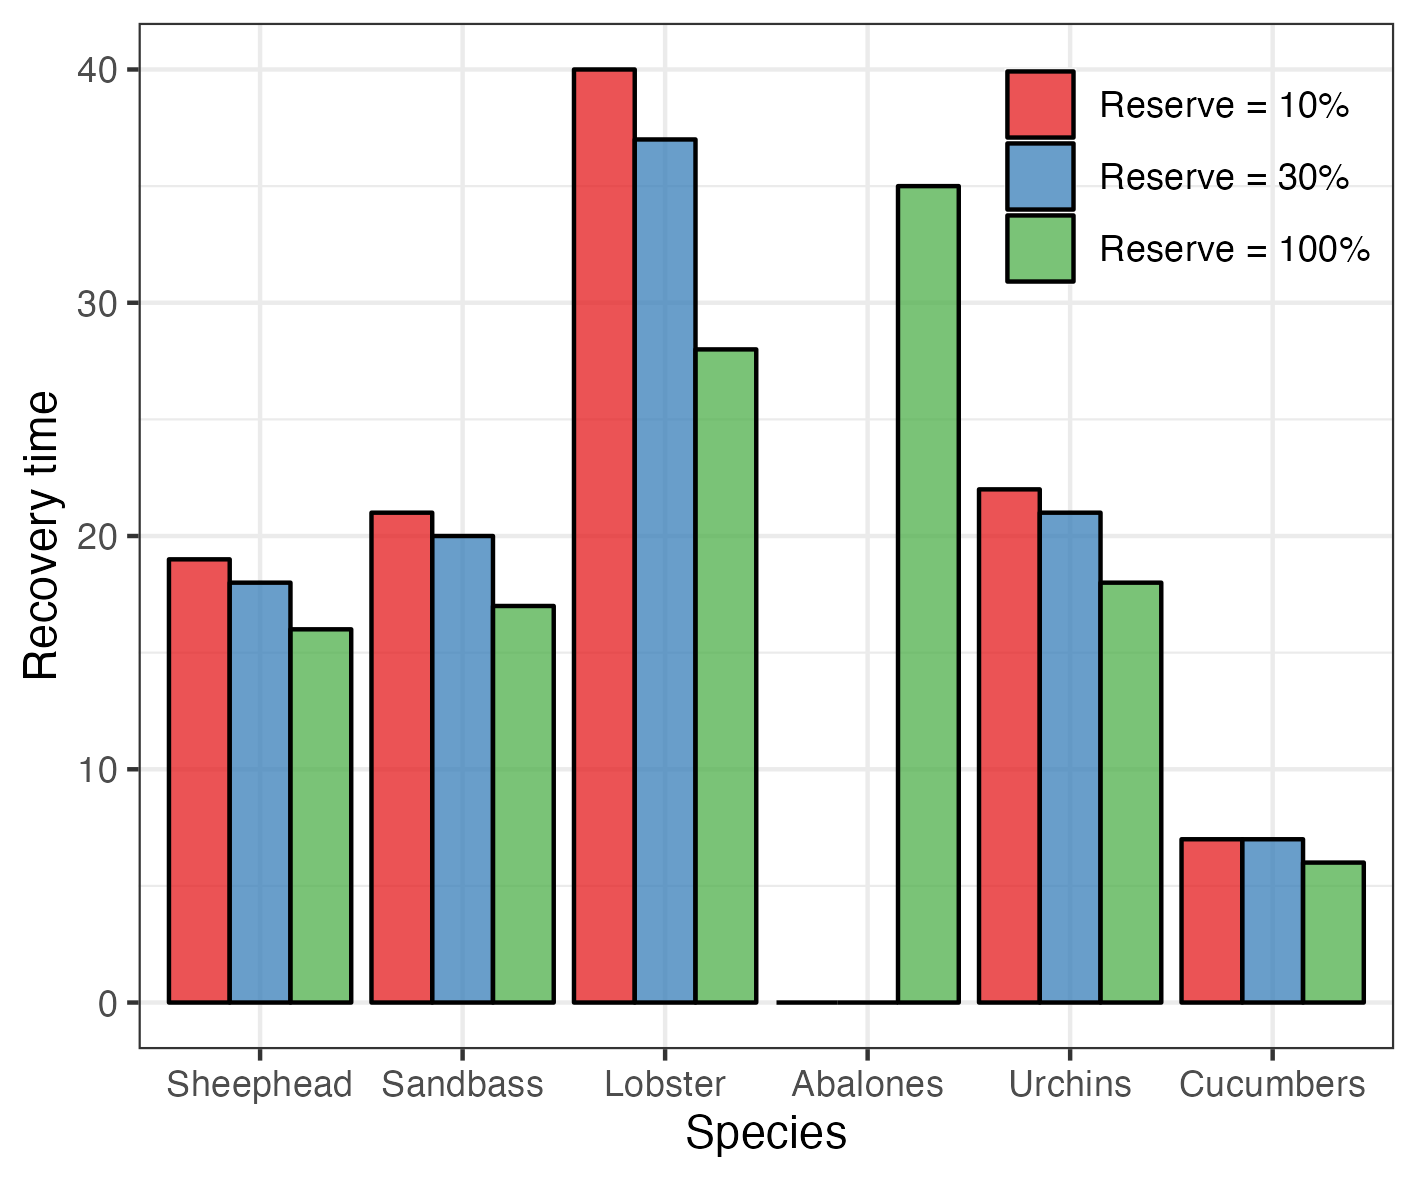 40
30
20
10
0
Recovery time
Reserve = 10%
Reserve = 30%
Reserve = 100%
Sheephead Sandbass Lobster Abalones Urchins Cucumbers
Species